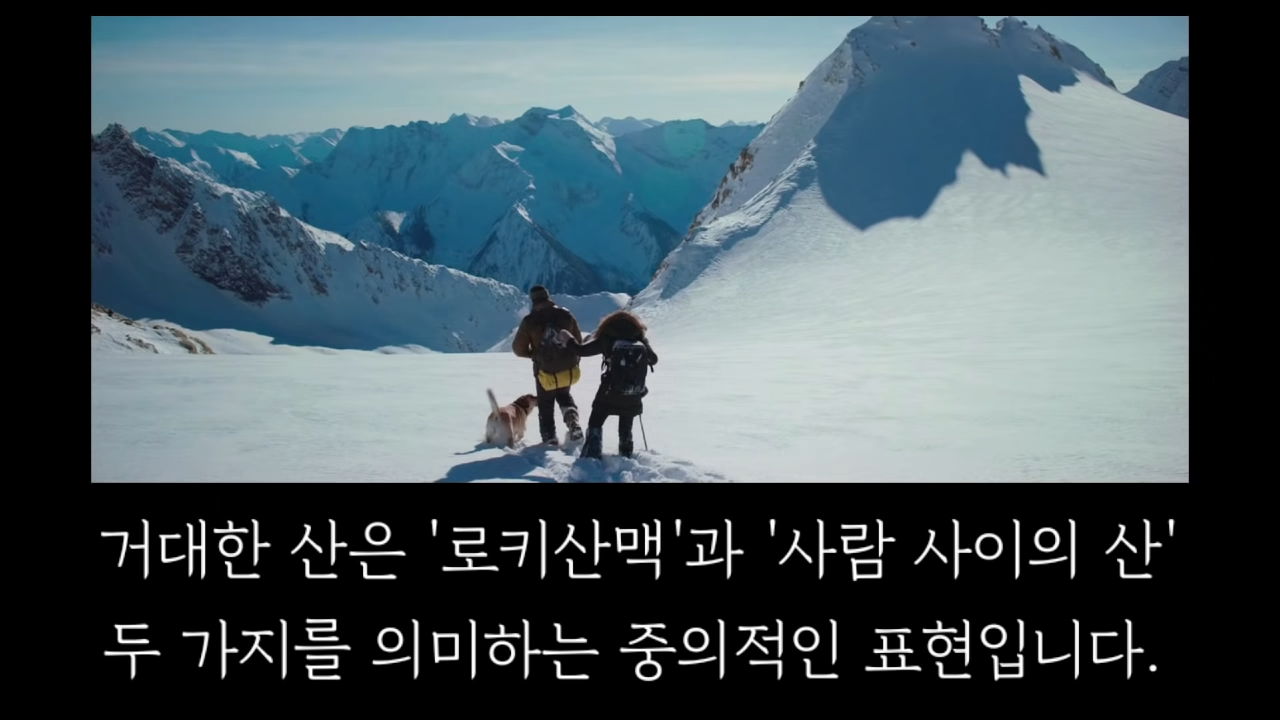 거대한 산은 '로키산맥'과 '사람 사이의 산'
두 가지를 의미하는 중의적인 표현입니다.